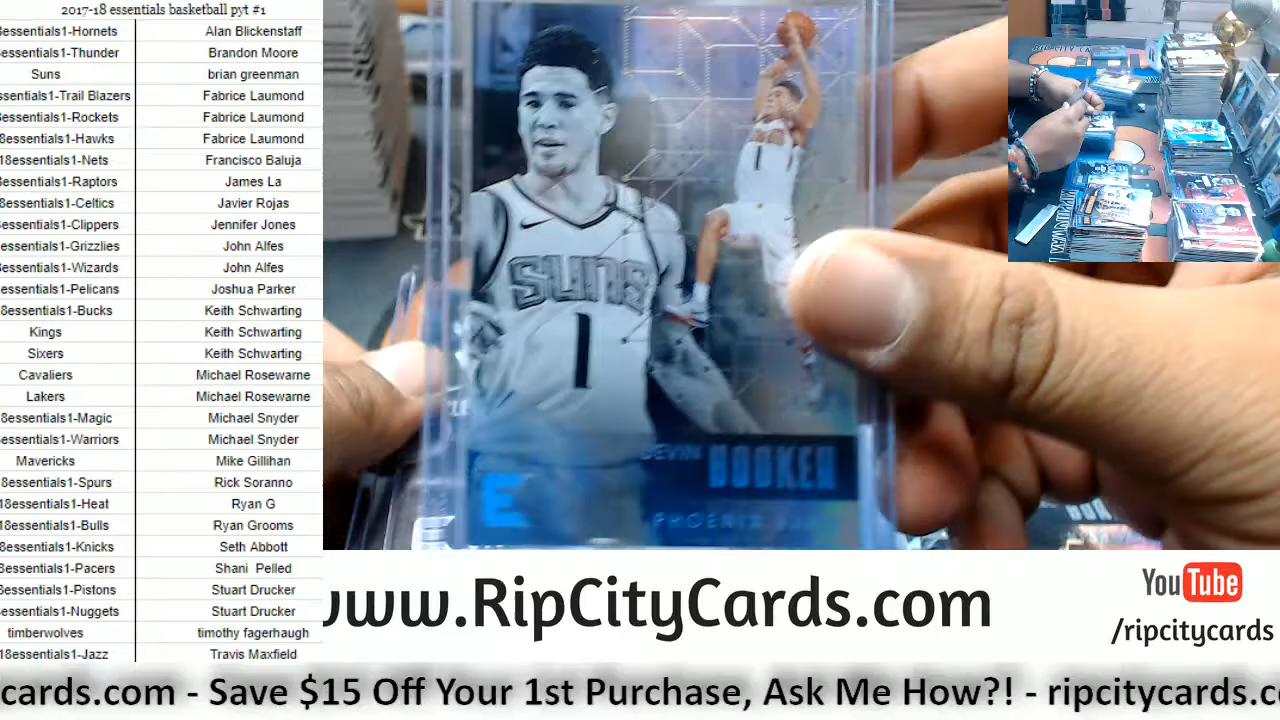 2017-18 essentials basketball pyt #1
8essentials1-Hornets Alan Blickenstaff
essentials1-Thunder Brandon Moore
Suns brian greenman
ssentials1-Trail Blazers Fabrice Laumond
essentials1-Rockets Fabrice Laumond
8essentials1-Hawks Fabrice Laumond
18essentials1-Nets Francisco Baluja
8essentials1-Raptors James La
8essentials1-Celtics Javier Rojas
8essentials1-Clippers Jennifer Jones
essentials1-Grizzlies John Alfes
8essentials1-Wizards John Alfes
essentials1-Pelicans Joshua Parker
8essentials1-Bucks Keith Schwarting
Kings Keith Schwarting
Sixers Keith Schwarting
Cavaliers Michael Rosewarne
Lakers Michael Rosewarne
8essentials1-Magic Michael Snyder
essentials1-Warriors Michael Snyder
Mavericks Mike Gillihan
18essentials1-Spurs Rick Soranno
18essentials1-Heat Ryan G
18essentials1-Bulls Ryan Grooms
8essentials1-Knicks Seth Abbott
8essentials1-Pacers Shani Pelled
8essentials1-Pistons Stuart Drucker
essentials1-Nuggets Stuart Drucker
timberwolves timothy fagerhaugh
18essentials1-Jazz Travis Maxfield
SUNS
1
1
DEVIN BOOKER
E
PHOENIX
www.RipCityCards.com
YouTube
/ripcitycards
cards.com - Save $15 Off Your 1st Purchase, Ask Me How?! - ripcitycards.c